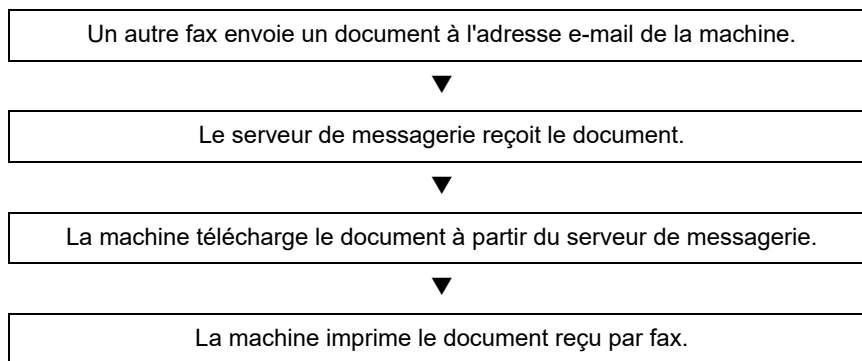 Un autre fax envoie un document à l'adresse e-mail de la machine.
Le serveur de messagerie reçoit le document.
La machine télécharge le document à partir du serveur de messagerie.
La machine imprime le document reçu par fax.